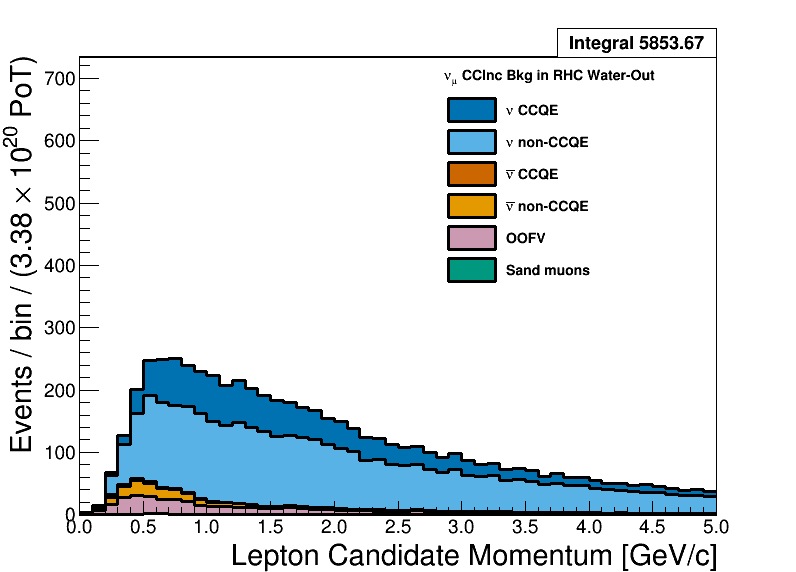 Integral 5853.67
ν_μ CCInc Bkg in RHC Water-Out
ν CCQE
ν non-CCQE
ν̅ CCQE
ν̅ non-CCQE
OOFV
Sand muons
Events / bin / (3.38 × 10^20 PoT)
700
600
500
400
300
200
100
0
0.0 0.5 1.0 1.5 2.0 2.5 3.0 3.5 4.0 4.5 5.0
Lepton Candidate Momentum [GeV/c]